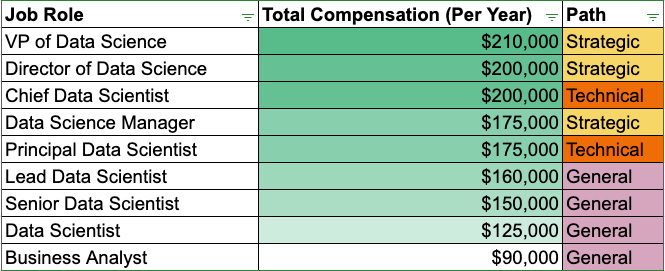 Job Role Total Compensation (Per Year) Path
VP of Data Science $210,000 Strategic
Director of Data Science $200,000 Strategic
Chief Data Scientist $200,000 Technical
Data Science Manager $175,000 Strategic
Principal Data Scientist $175,000 Technical
Lead Data Scientist $160,000 General
Senior Data Scientist $150,000 General
Data Scientist $125,000 General
Business Analyst $90,000 General